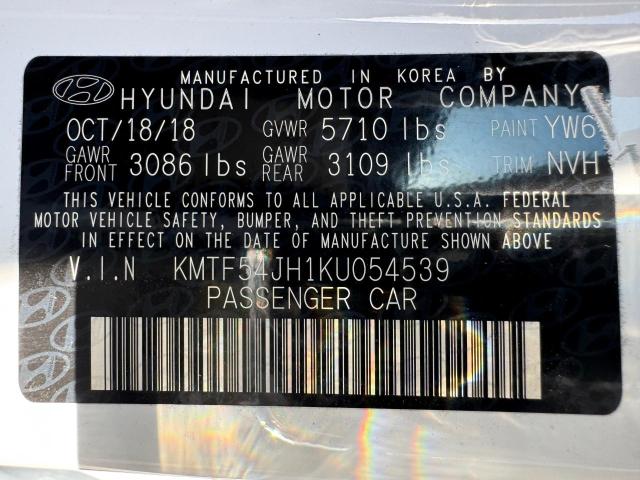 MANUFACTURED IN KOREA BY
HYUNDAI MOTOR COMPANY
OCT/18/18 GVWR 5710 lbs PAINT YW6
GAWR FRONT 3086 lbs GAWR REAR 3109 lbs TRIM NVH
THIS VEHICLE CONFORMS TO ALL APPLICABLE U.S.A. FEDERAL
MOTOR VEHICLE SAFETY, BUMPER, AND THEFT PREVENTION STANDARDS
IN EFFECT ON THE DATE OF MANUFACTURE SHOWN ABOVE
V.I.N KMTF54JH1KU054539
PASSENGER CAR